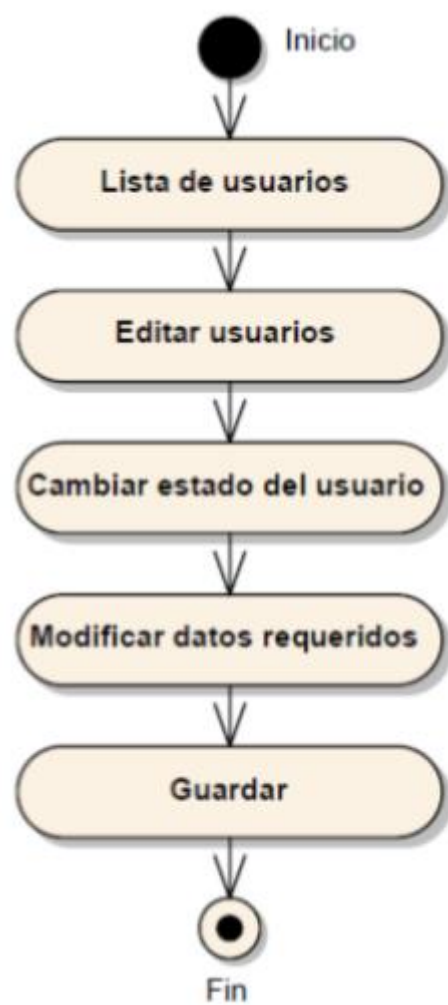 Inicio
Lista de usuarios
Editar usuarios
Cambiar estado del usuario
Modificar datos requeridos
Guardar
Fin